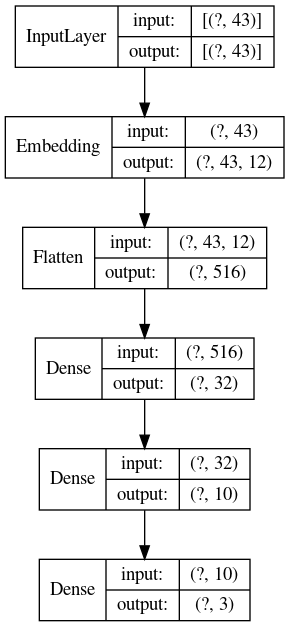 InputLayer input: [(?, 43)]
output: [(?, 43)]
Embedding input: (?, 43)
output: (?, 43, 12)
Flatten input: (?, 43, 12)
output: (?, 516)
Dense input: (?, 516)
output: (?, 32)
Dense input: (?, 32)
output: (?, 10)
Dense input: (?, 10)
output: (?, 3)